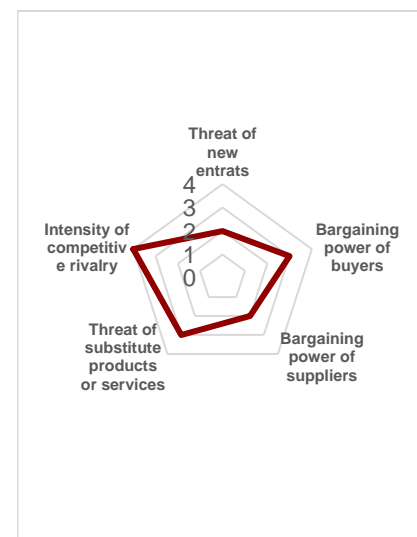 Threat of
new
entrats
4
3
2
1
0
Intensity of
competitiv
e rivalry
Bargaining
power of
buyers
Threat of
substitute
products
or services
Bargaining
power of
suppliers